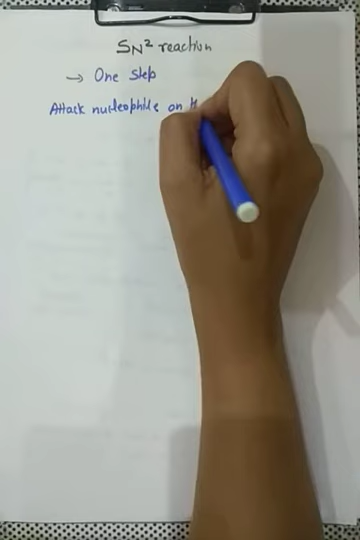 SN² reaction
→ One step
Attack nucleophile on